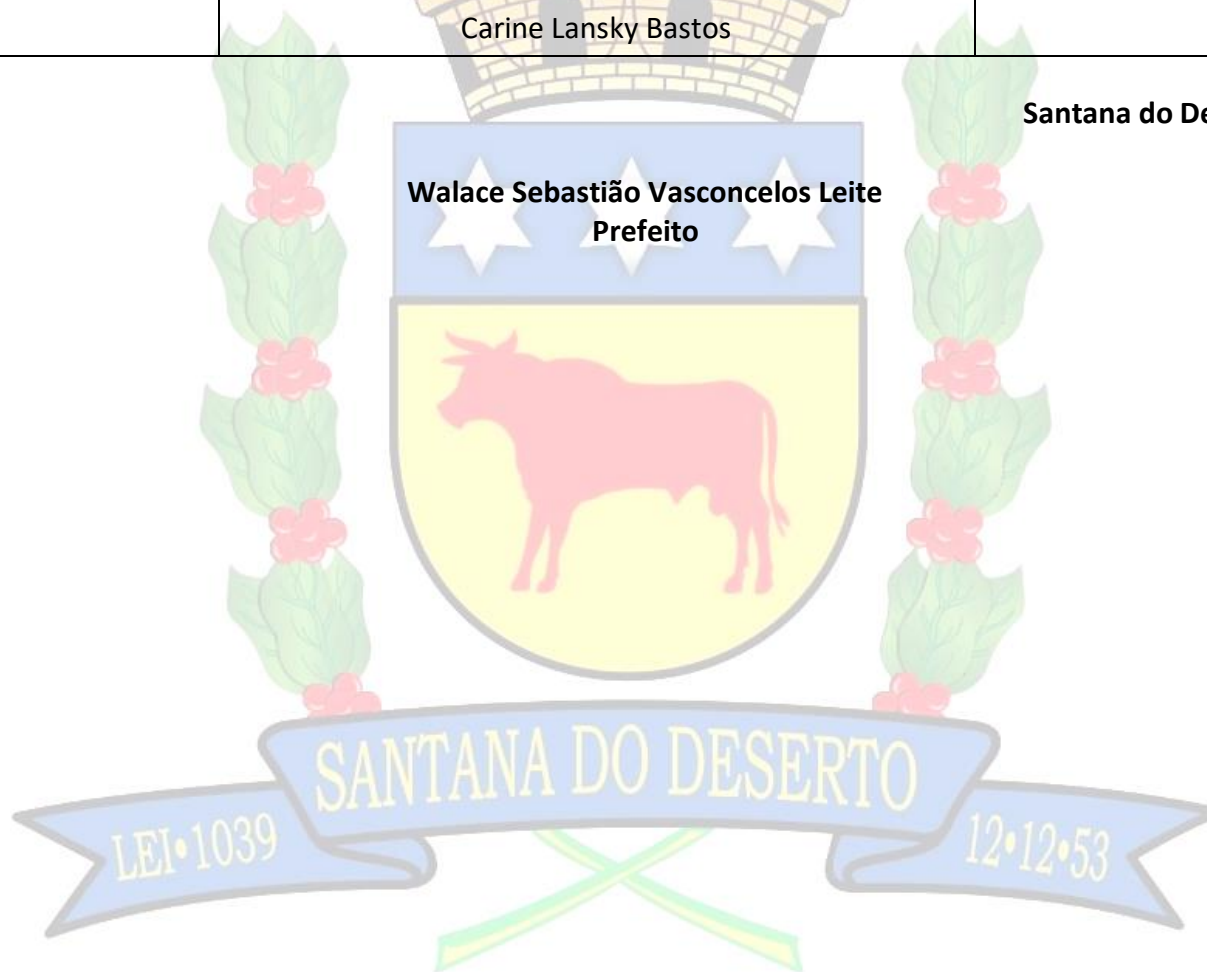 Carine Lansky Bastos
Santana do De
Walace Sebastião Vasconcelos Leite
Prefeito
SANTANA DO DESERTO
LEI•1039
12•12•53